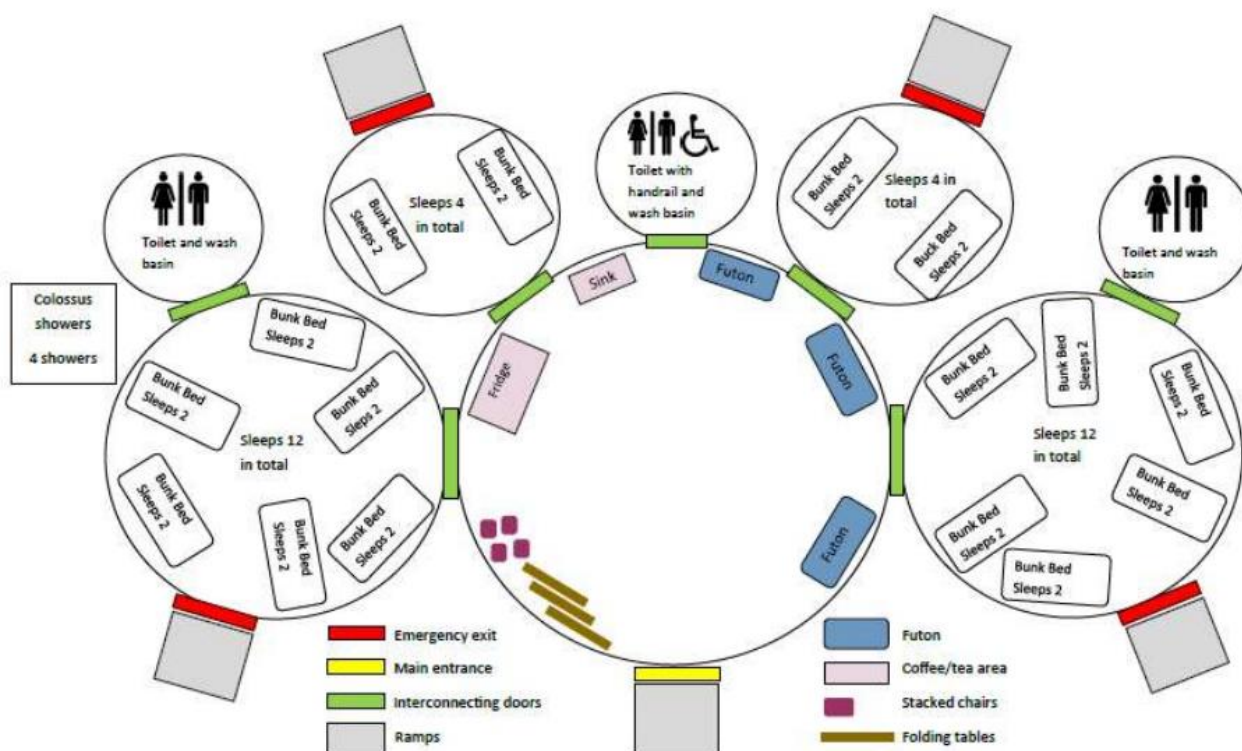 Toilet with
handrail and
wash basin
Bunk Bed
Sleeps 2
Sleeps 4
in total
Bunk Bed
Sleeps 2
Bunk Bed
Sleeps 2
Sleeps 4 in
total
Buck Bed
Sleeps 2
Toilet and wash
basin
Toilet and wash
basin
Colossus
showers
4 showers
Sink
Futon
Fridge
Futon
Futon
Bunk Bed
Sleeps 2
Bunk Bed
Sleeps 2
Bunk Bed
Sleps 2
Sleeps 12
in total
Bunk Bed
Sleeps 2
Bunk Bed
Sleeps 2
Bunk Bed
Sleeps 2
Bunk Bed
Sleeps 2
Bunk Bed
Sleeps 2
Bunk Bed
Sleeps 2
Sleeps 12
in total
Bunk Bed
Sleeps 2
Bunk Bed
Sleeps 2
Bunk Bed
Sleeps 2
Emergency exit
Main entrance
Interconnecting doors
Ramps
Futon
Coffee/tea area
Stacked chairs
Folding tables